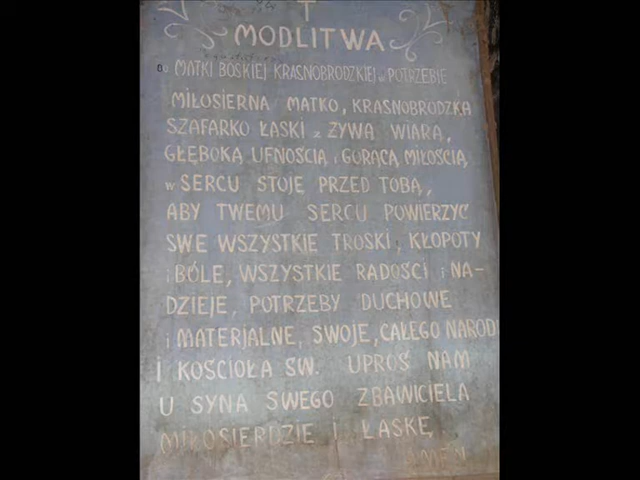 MODLITWA
DO MATKI BOSKIEJ KRASNOBRODZKIEJ W POTRZEBIE
MIŁOSIERNA MATKO, KRASNOBRODZKA
SZAFARKO ŁASKI z ŻYWĄ WIARĄ,
GŁĘBOKĄ UFNOŚCIĄ i GORĄCĄ MIŁOŚCIĄ
w SERCU STOJĘ PRZED TOBĄ,
ABY TWEMU SERCU POWIERZYĆ
SWE WSZYSTKIE TROSKI, KŁOPOTY
i BÓLE, WSZYSTKIE RADOŚCI i NA-
DZIEJE, POTRZEBY DUCHOWE
i MATERJALNE, SWOJE, CAŁEGO NARODU
I KOŚCIOŁA ŚW. UPROŚ NAM
U SYNA SWEGO ZBAWICIELA
MIŁOSIERDZIE I ŁASKĘ
AMEN